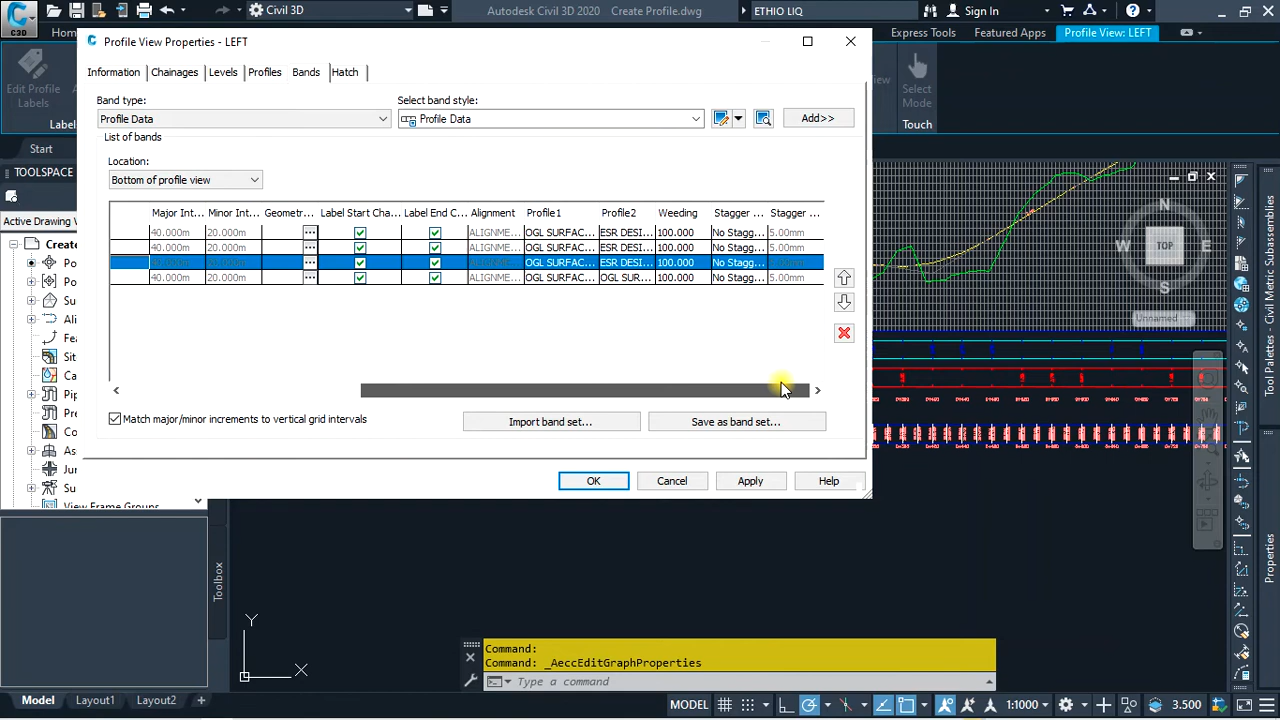 Civil 3D
Autodesk Civil 3D 2020 Create Profile.dwg
ETHIO LIQ
Sign In
C3D
Express Tools
Featured Apps
Profile View: LEFT
Profile View Properties - LEFT
Information
Chainages
Levels
Profiles
Bands
Hatch
Edit Profile
Labels
Select
Mode
Touch
Band type:
Select band style:
Profile Data
Profile Data
Add>>
List of bands
Location:
Bottom of profile view
Start
TOOLSPACE
Major Int... Minor Int... Geometr... Label Start Cha... Label End C... Alignment Profile1 Profile2 Weeding Stagger ... Stagger ...
40.000m 20.000m ... ALIGNME... OGL SURFAC... ESR DESI... 100.000 No Stagg... 5.00mm
40.000m 20.000m ... ALIGNME... OGL SURFAC... ESR DESI... 100.000 No Stagg... 5.00mm
... OGL SURFAC... ESR DESI... 100.000 No Stagg...
40.000m 20.000m ... ALIGNME... OGL SURFAC... OGL SUR... 100.000 No Stagg... 5.00mm
Match major/minor increments to vertical grid intervals
Import band set...
Save as band set...
OK
Cancel
Apply
Help
N
W
TOP
E
S
Unnamed
Tool Palettes - Civil Metric Subassemblies
Properties
Toolbox
View Frame Groups
Y
X
Command:
Command: _AeccEditGraphProperties
Type a command
Model
Layout1
Layout2
+
MODEL
1:1000
3.500